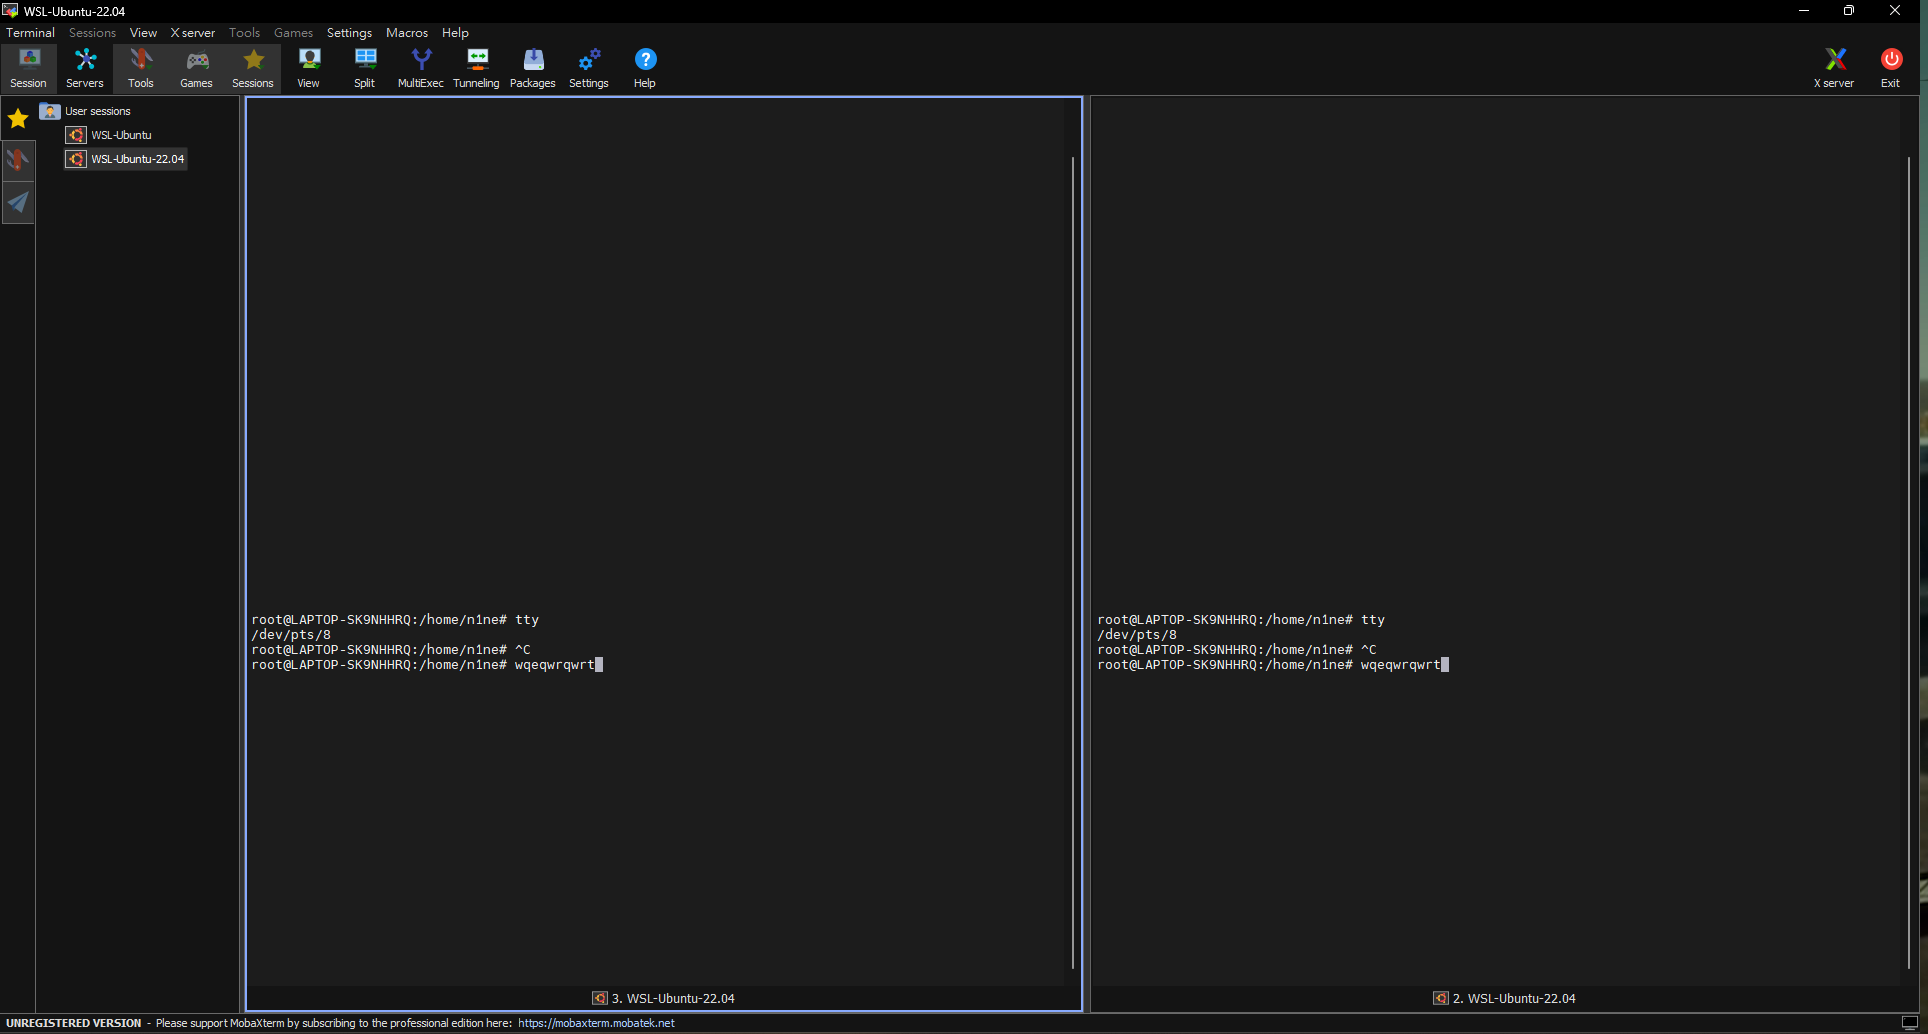 WSL-Ubuntu-22.04
Terminal Sessions View X server Tools Games Settings Macros Help
Session Servers Tools Games Sessions View Split MultiExec Tunneling Packages Settings Help X server Exit
User sessions
WSL-Ubuntu
WSL-Ubuntu-22.04
root@LAPTOP-SK9NHHRQ:/home/n1ne# tty
/dev/pts/8
root@LAPTOP-SK9NHHRQ:/home/n1ne# ^C
root@LAPTOP-SK9NHHRQ:/home/n1ne# wqeqwrqwrt
3. WSL-Ubuntu-22.04
root@LAPTOP-SK9NHHRQ:/home/n1ne# tty
/dev/pts/8
root@LAPTOP-SK9NHHRQ:/home/n1ne# ^C
root@LAPTOP-SK9NHHRQ:/home/n1ne# wqeqwrqwrt
2. WSL-Ubuntu-22.04
UNREGISTERED VERSION - Please support MobaXterm by subscribing to the professional edition here: https://mobaxterm.mobatek.net